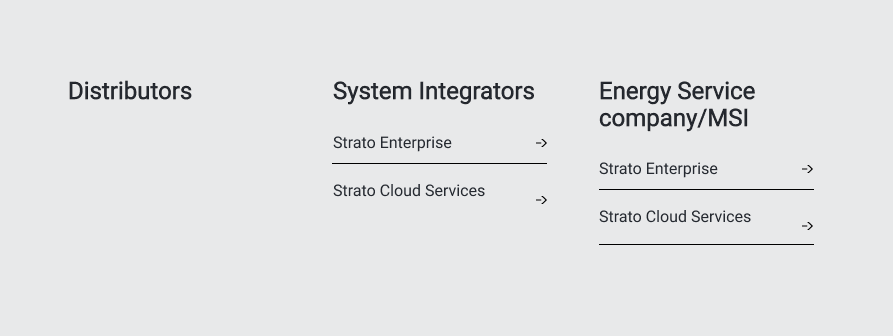 Distributors
System Integrators
Strato Enterprise
Strato Cloud Services
Energy Service
company/MSI
Strato Enterprise
Strato Cloud Services